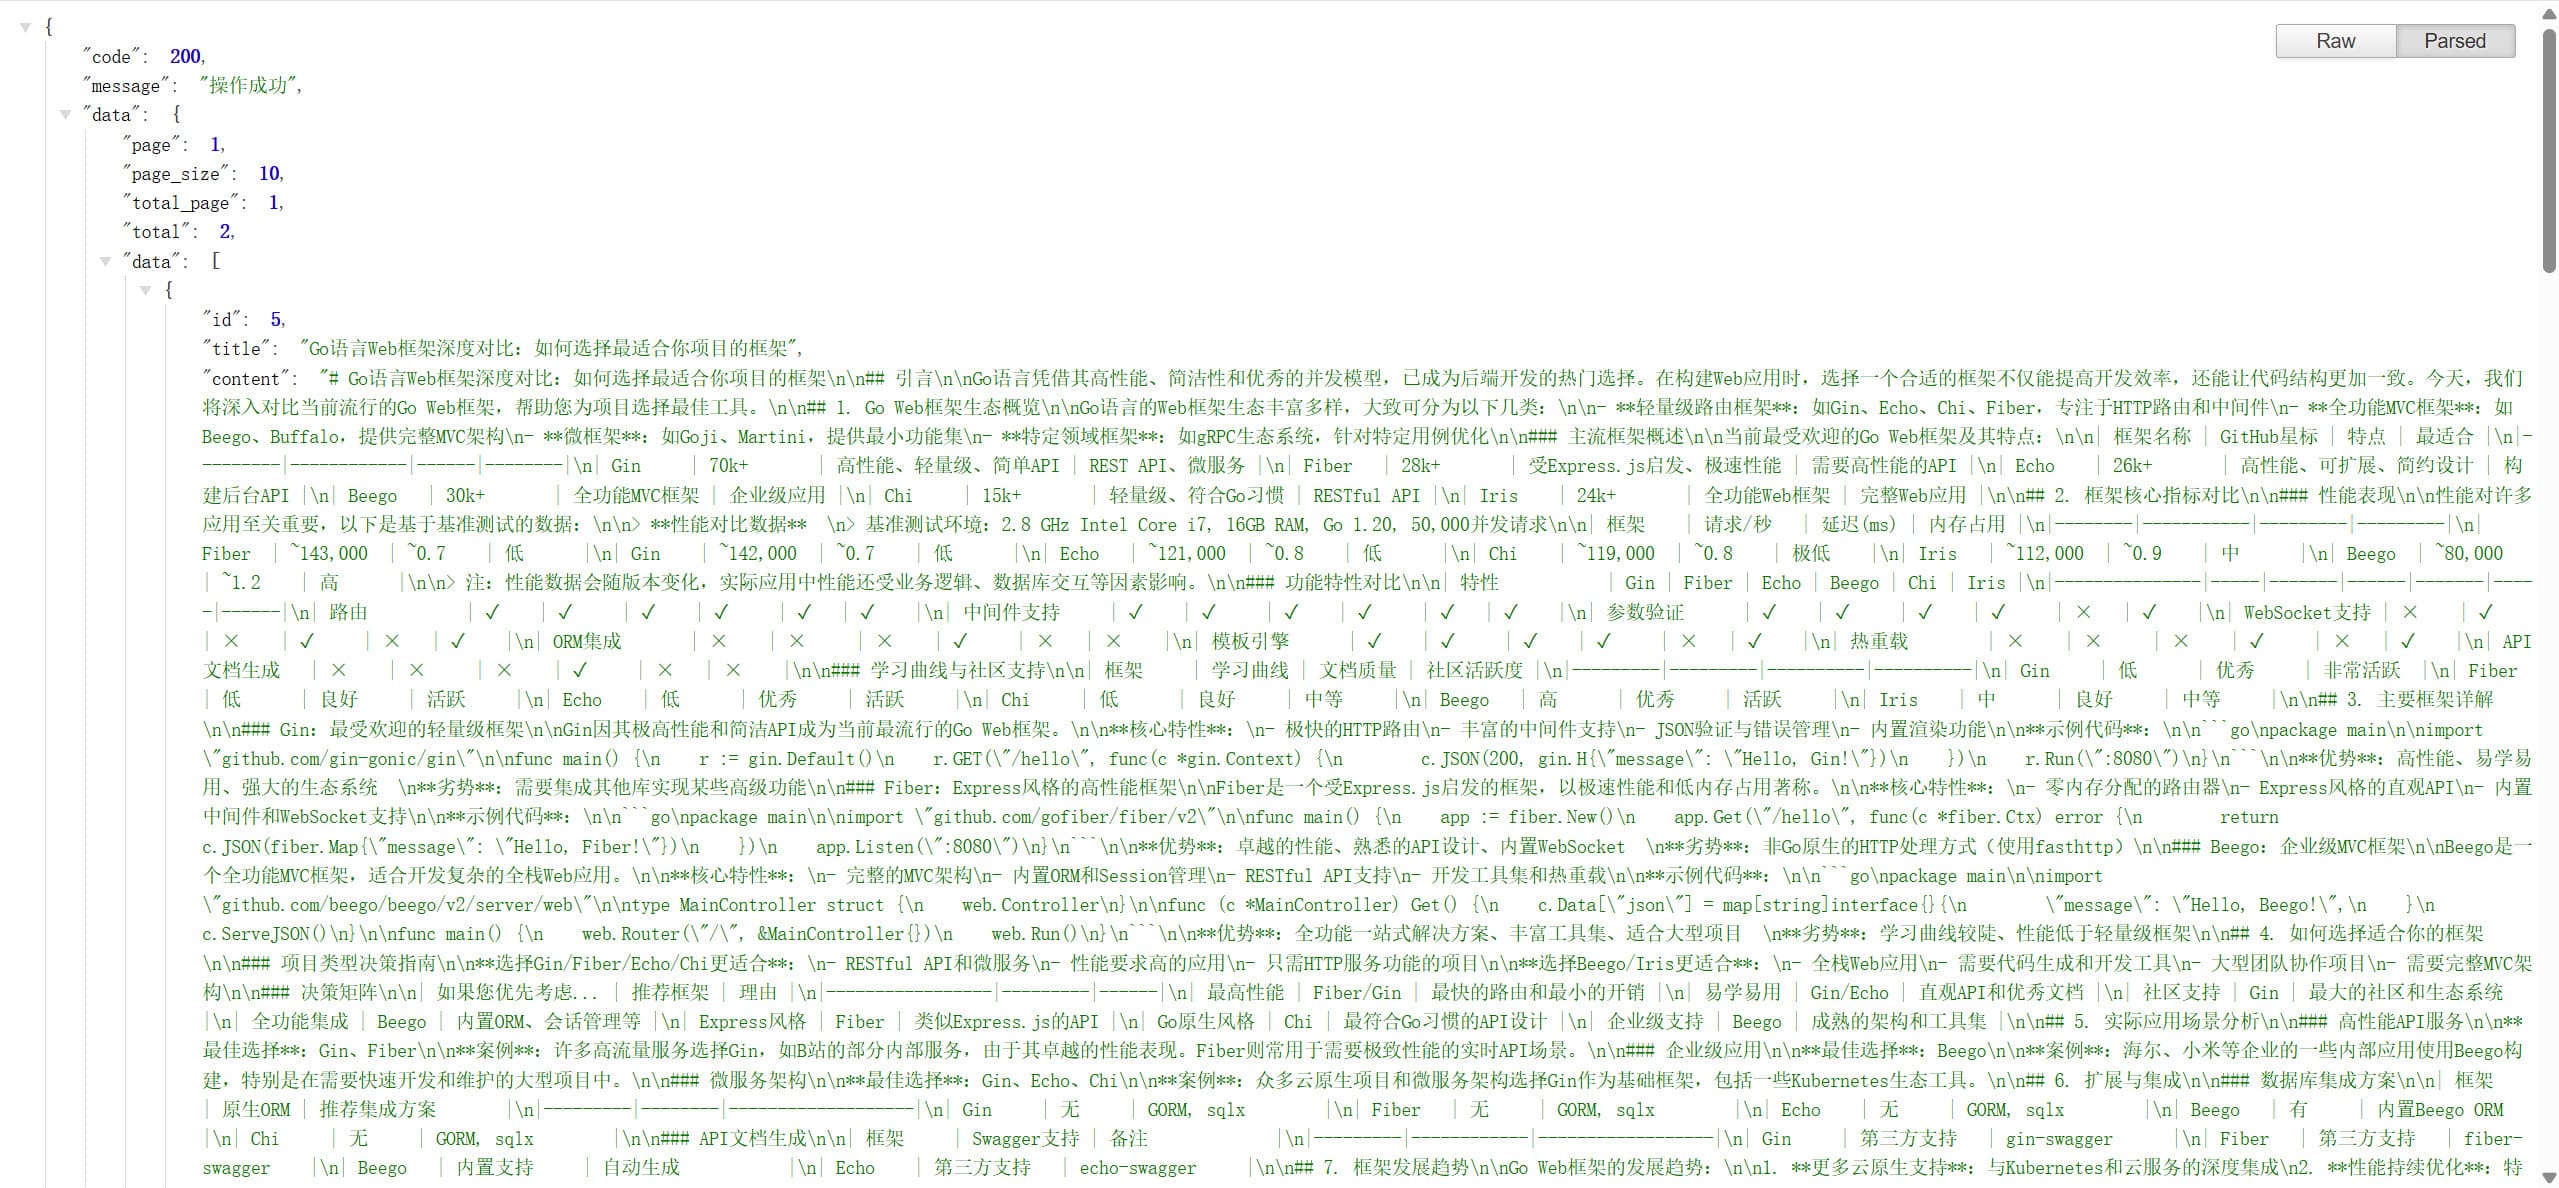 {
"code": 200,
"message": "操作成功",
"data": {
"page": 1,
"page_size": 10,
"total_page": 1,
"total": 2,
"data": [
{
"id": 5,
"title": "Go语言Web框架深度对比：如何选择最适合你项目的框架",
"content": "# Go语言Web框架深度对比：如何选择最适合你项目的框架\n\n## 引言\n\nGo语言凭借其高性能、简洁性和优秀的并发模型，已成为后端开发的热门选择。在构建Web应用时，选择一个合适的框架不仅能提高开发效率，还能让代码结构更加一致。今天，我们
将深入对比当前流行的Go Web框架，帮助您为项目选择最佳工具。\n\n## 1. Go Web框架生态概览\n\nGo语言的Web框架生态丰富多样，大致可分为以下几类：\n\n- **轻量级路由框架**：如Gin、Echo、Chi、Fiber，专注于HTTP路由和中间件\n- **全功能MVC框架**：如
Beego、Buffalo，提供完整MVC架构\n- **微框架**：如Goji、Martini，提供最小功能集\n- **特定领域框架**：如gRPC生态系统，针对特定用例优化\n\n### 主流框架概述\n\n当前最受欢迎的Go Web框架及其特点：\n\n| 框架名称 | GitHub星标 | 特点 | 最适合 |\n|-
--------|------------|------|--------|\n| Gin | 70k+ | 高性能、轻量级、简单API | REST API、微服务 |\n| Fiber | 28k+ | 受Express.js启发、极速性能 | 需要高性能的API |\n| Echo | 26k+ | 高性能、可扩展、简约设计 | 构
建后台API |\n| Beego | 30k+ | 全功能MVC框架 | 企业级应用 |\n| Chi | 15k+ | 轻量级、符合Go习惯 | RESTful API |\n| Iris | 24k+ | 全功能Web框架 | 完整Web应用 |\n\n## 2. 框架核心指标对比\n\n### 性能表现\n\n性能对许多
应用至关重要，以下是基于基准测试的数据：\n\n> **性能对比数据** \n> 基准测试环境：2.8 GHz Intel Core i7, 16GB RAM, Go 1.20, 50,000并发请求\n\n| 框架 | 请求/秒 | 延迟(ms) | 内存占用 |\n|--------|-----------|---------|---------|\n|
Fiber | ~143,000 | ~0.7 | 低 |\n| Gin | ~142,000 | ~0.7 | 低 |\n| Echo | ~121,000 | ~0.8 | 低 |\n| Chi | ~119,000 | ~0.8 | 极低 |\n| Iris | ~112,000 | ~0.9 | 中 |\n| Beego | ~80,000
| ~1.2 | 高 |\n\n> 注：性能数据会随版本变化，实际应用中性能还受业务逻辑、数据库交互等因素影响。\n\n### 功能特性对比\n\n| 特性 | Gin | Fiber | Echo | Beego | Chi | Iris |\n|---------------|-----|-------|------|-------|----
-|------|\n| 路由 | ✓ | ✓ | ✓ | ✓ | ✓ | ✓ |\n| 中间件支持 | ✓ | ✓ | ✓ | ✓ | ✓ | ✓ |\n| 参数验证 | ✓ | ✓ | ✓ | ✓ | × | ✓ |\n| WebSocket支持 | × | ✓
| × | ✓ | × | ✓ |\n| ORM集成 | × | × | × | ✓ | × | × |\n| 模板引擎 | ✓ | ✓ | ✓ | ✓ | × | ✓ |\n| 热重载 | × | × | × | ✓ | × | ✓ |\n| API
文档生成 | × | × | × | ✓ | × | × |\n\n### 学习曲线与社区支持\n\n| 框架 | 学习曲线 | 文档质量 | 社区活跃度 |\n|---------|---------|----------|----------|\n| Gin | 低 | 优秀 | 非常活跃 |\n| Fiber
| 低 | 良好 | 活跃 |\n| Echo | 低 | 优秀 | 活跃 |\n| Chi | 低 | 良好 | 中等 |\n| Beego | 高 | 优秀 | 活跃 |\n| Iris | 中 | 良好 | 中等 |\n\n## 3. 主要框架详解
\n\n### Gin：最受欢迎的轻量级框架\n\nGin因其极高性能和简洁API成为当前最流行的Go Web框架。\n\n**核心特性**：\n- 极快的HTTP路由\n- 丰富的中间件支持\n- JSON验证与错误管理\n- 内置渲染功能\n\n**示例代码**：\n\n```go\npackage main\n\nimport
\"github.com/gin-gonic/gin\"\n\nfunc main() {\n    r := gin.Default()\n    r.GET(\"/hello\", func(c *gin.Context) {\n        c.JSON(200, gin.H{\"message\": \"Hello, Gin!\"})\n    })\n    r.Run(\":8080\")\n}\n```\n\n**优势**：高性能、易学易
用、强大的生态系统 \n**劣势**：需要集成其他库实现某些高级功能\n\n### Fiber：Express风格的高性能框架\n\nFiber是一个受Express.js启发的框架，以极速性能和低内存占用著称。\n\n**核心特性**：\n- 零内存分配的路由器\n- Express风格的直观API\n- 内置
中间件和WebSocket支持\n\n**示例代码**：\n\n```go\npackage main\n\nimport \"github.com/gofiber/fiber/v2\"\n\nfunc main() {\n    app := fiber.New()\n    app.Get(\"/hello\", func(c *fiber.Ctx) error {\n        return
c.JSON(fiber.Map{\"message\": \"Hello, Fiber!\"})\n    })\n    app.Listen(\":8080\")\n}\n```\n\n**优势**：卓越的性能、熟悉的API设计、内置WebSocket \n**劣势**：非Go原生的HTTP处理方式（使用fasthttp）\n\n### Beego：企业级MVC框架\n\nBeego是一
个全功能MVC框架，适合开发复杂的全栈Web应用。\n\n**核心特性**：\n- 完整的MVC架构\n- 内置ORM和Session管理\n- RESTful API支持\n- 开发工具集和热重载\n\n**示例代码**：\n\n```go\npackage main\n\nimport
\"github.com/beego/beego/v2/server/web\"\n\ntype MainController struct {\n    web.Controller\n}\n\nfunc (c *MainController) Get() {\n    c.Data[\"json\"] = map[string]interface{}{\n        \"message\": \"Hello, Beego!\",\n    }\n
c.ServeJSON()\n}\n\nfunc main() {\n    web.Router(\"/\", &MainController{})\n    web.Run()\n}\n```\n\n**优势**：全功能一站式解决方案、丰富工具集、适合大型项目 \n**劣势**：学习曲线较陡、性能低于轻量级框架\n\n## 4. 如何选择适合你的框架
\n\n### 项目类型决策指南\n\n**选择Gin/Fiber/Echo/Chi更适合**：\n- RESTful API和微服务\n- 性能要求高的应用\n- 只需HTTP服务功能的项目\n\n**选择Beego/Iris更适合**：\n- 全栈Web应用\n- 需要代码生成和开发工具\n- 大型团队协作项目\n- 需要完整MVC架
构\n\n### 决策矩阵\n\n| 如果您优先考虑... | 推荐框架 | 理由 |\n|-----------------|---------|------|\n| 最高性能 | Fiber/Gin | 最快的路由和最小的开销 |\n| 易学易用 | Gin/Echo | 直观API和优秀文档 |\n| 社区支持 | Gin | 最大的社区和生态系统
|\n| 全功能集成 | Beego | 内置ORM、会话管理等 |\n| Express风格 | Fiber | 类似Express.js的API |\n| Go原生风格 | Chi | 最符合Go习惯的API设计 |\n| 企业级支持 | Beego | 成熟的架构和工具集 |\n\n## 5. 实际应用场景分析\n\n### 高性能API服务\n\n**
最佳选择**：Gin、Fiber\n\n**案例**：许多高流量服务选择Gin，如B站的部分内部服务，由于其卓越的性能表现。Fiber则常用于需要极致性能的实时API场景。\n\n### 企业级应用\n\n**最佳选择**：Beego\n\n**案例**：海尔、小米等企业的一些内部应用使用Beego构
建，特别是在需要快速开发和维护的大型项目中。\n\n### 微服务架构\n\n**最佳选择**：Gin、Echo、Chi\n\n**案例**：众多云原生项目和微服务架构选择Gin作为基础框架，包括一些Kubernetes生态工具。\n\n## 6. 扩展与集成\n\n### 数据库集成方案\n\n| 框架
| 原生ORM | 推荐集成方案 |\n|---------|--------|-------------------|\n| Gin | 无 | GORM, sqlx |\n| Fiber | 无 | GORM, sqlx |\n| Echo | 无 | GORM, sqlx |\n| Beego | 有 | 内置Beego ORM
|\n| Chi | 无 | GORM, sqlx |\n\n### API文档生成\n\n| 框架 | Swagger支持 | 备注 |\n|---------|------------|------------------|\n| Gin | 第三方支持 | gin-swagger |\n| Fiber | 第三方支持 | fiber-
swagger |\n| Beego | 内置支持 | 自动生成 |\n| Echo | 第三方支持 | echo-swagger |\n\n## 7. 框架发展趋势\n\nGo Web框架的发展趋势：\n\n1. **更多云原生支持**：与Kubernetes和云服务的深度集成\n2. **性能持续优化**：特
Raw
Parsed